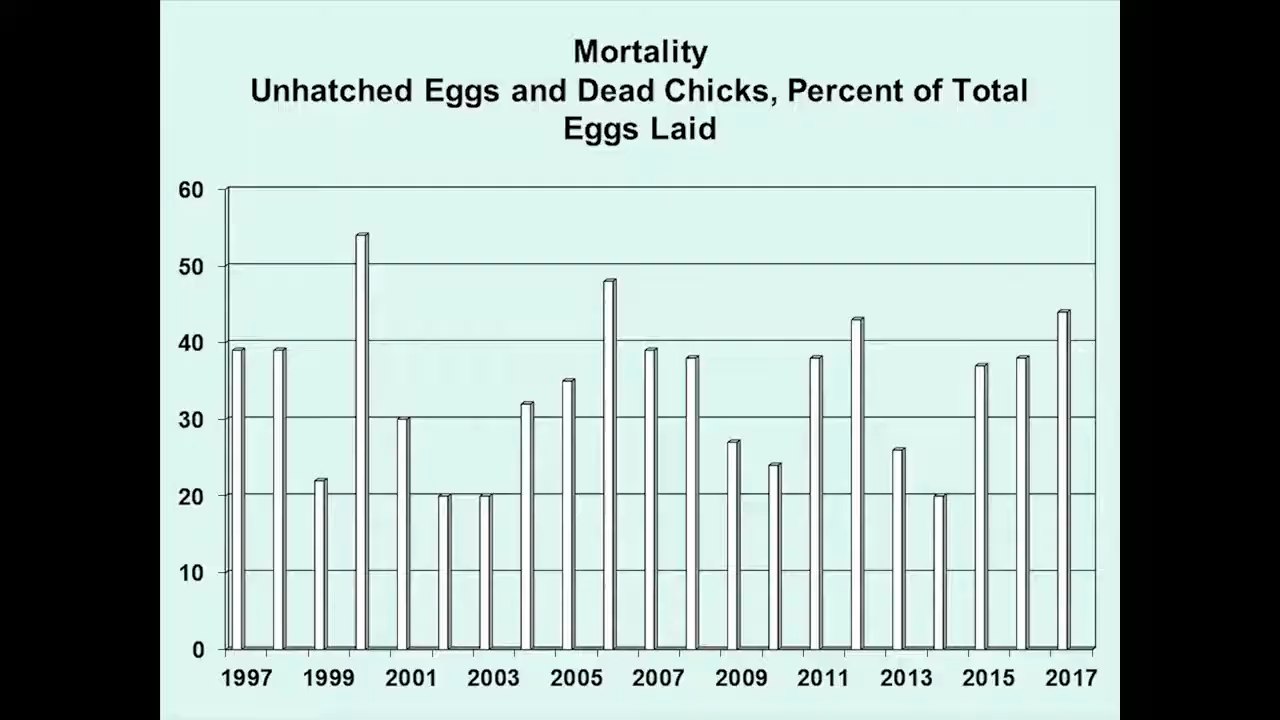 Mortality
Unhatched Eggs and Dead Chicks, Percent of Total
Eggs Laid
60
50
40
30
20
10
0
1997 1999 2001 2003 2005 2007 2009 2011 2013 2015 2017